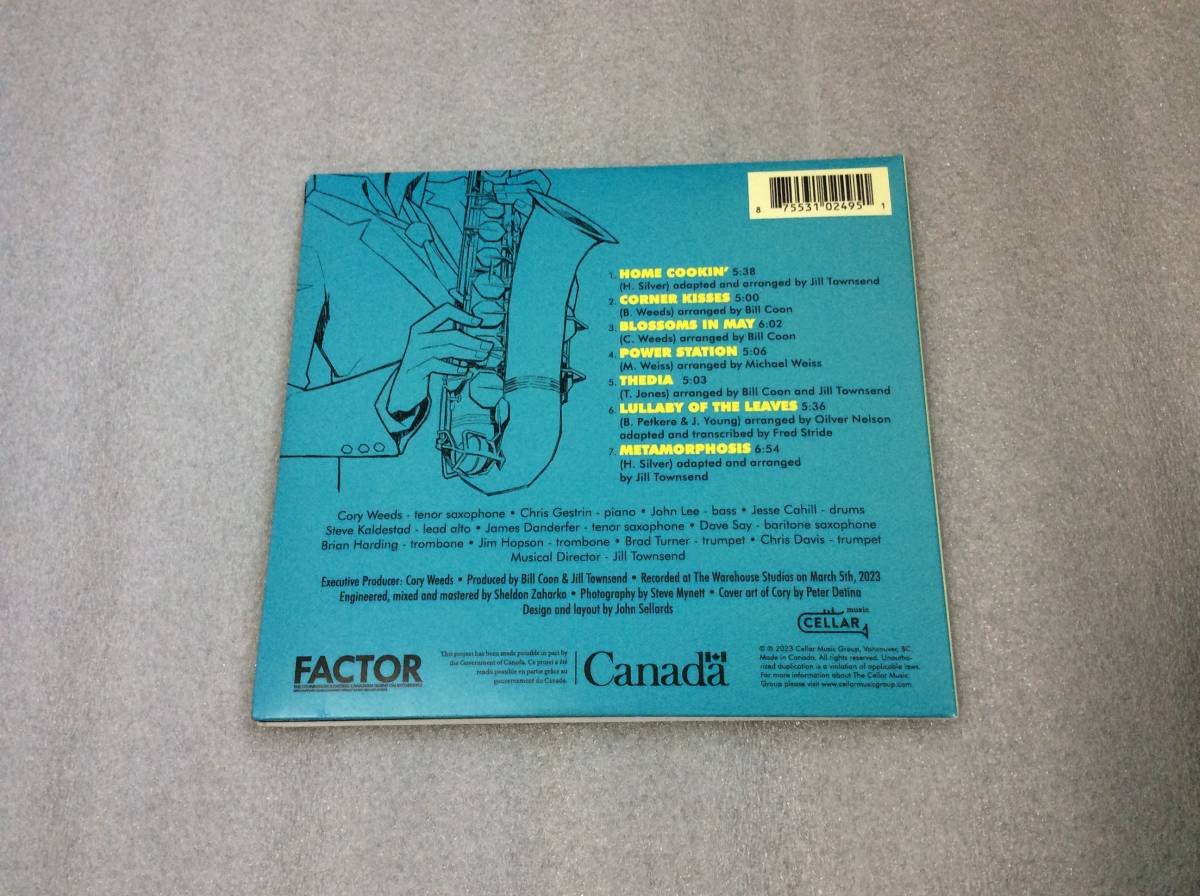 8 75531 02495 1
1. HOME COOKIN' 5:38
(H. Silver) adapted and arranged by Jill Townsend
2. CORNER KISSES 5:00
(B. Weeds) arranged by Bill Coon
3. BLOSSOMS IN MAY 6:02
(C. Weeds) arranged by Bill Coon
4. POWER STATION 5:06
(M. Weiss) arranged by Michael Weiss
5. THEDIA 5:03
(T. Jones) arranged by Bill Coon and Jill Townsend
6. LULLABY OF THE LEAVES 5:36
(B. Petkere & J. Young) arranged by Oilver Nelson
adapted and transcribed by Fred Stride
7. METAMORPHOSIS 6:54
(H. Silver) adapted and arranged
by Jill Townsend
Cory Weeds - tenor saxophone • Chris Gestrin - piano • John Lee - bass • Jesse Cahill - drums
Steve Kaldestad - lead alto • James Danderfer - tenor saxophone • Dave Say - baritone saxophone
Brian Harding - trombone • Jim Hopson - trombone • Brad Turner - trumpet • Chris Davis - trumpet
Musical Director - Jill Townsend
Executive Producer: Cory Weeds • Produced by Bill Coon & Jill Townsend • Recorded at The Warehouse Studios on March 5th, 2023
Engineered, mixed and mastered by Sheldon Zaharko • Photography by Steve Mynett • Cover art of Cory by Peter Detina
Design and layout by John Sellards
music
CELLAR
FACTOR
This project has been made possible in part by
the Government of Canada. Ce projet a été
rendu possible en partie grâce au
gouvernement du Canada.
Canada
© ℗ 2023 Cellar Music Group, Vancouver, BC.
Made in Canada. All rights reserved. Unautho-
rized duplication is a violation of applicable laws.
For more information about The Cellar Music
Group please visit www.cellarmusicgroup.com.